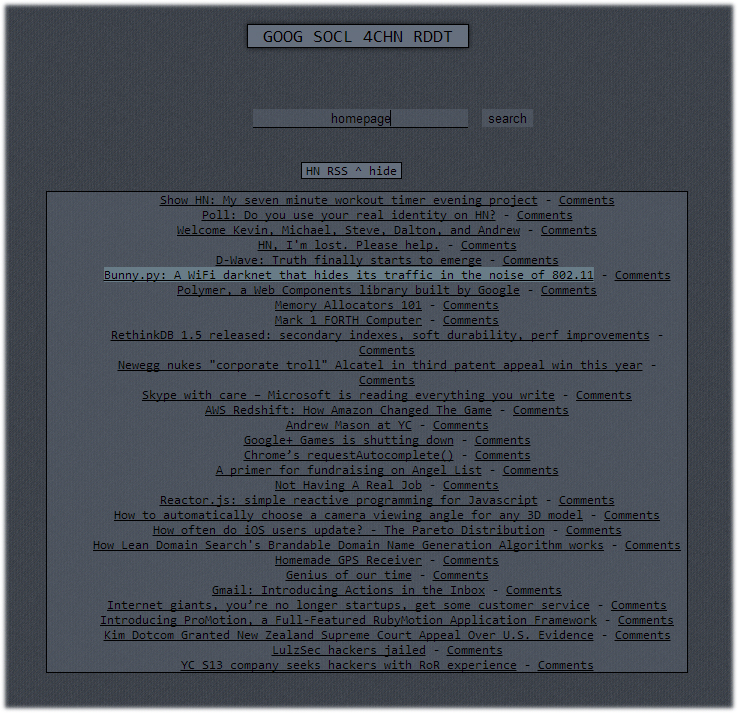 GOOG SOCL 4CHN RDDT
homepage search
HN RSS ^ hide
Show HN: My seven minute workout timer evening project - Comments
Poll: Do you use your real identity on HN? - Comments
Welcome Kevin, Michael, Steve, Dalton, and Andrew - Comments
HN, I'm lost. Please help. - Comments
D-Wave: Truth finally starts to emerge - Comments
Bunny.py: A WiFi darknet that hides its traffic in the noise of 802.11 - Comments
Polymer, a Web Components library built by Google - Comments
Memory Allocators 101 - Comments
Mark 1 FORTH Computer - Comments
RethinkDB 1.5 released: secondary indexes, soft durability, perf improvements -
Comments
Newegg nukes "corporate troll" Alcatel in third patent appeal win this year -
Comments
Skype with care – Microsoft is reading everything you write - Comments
AWS Redshift: How Amazon Changed The Game - Comments
Andrew Mason at YC - Comments
Google+ Games is shutting down - Comments
Chrome’s requestAutocomplete() - Comments
A primer for fundraising on Angel List - Comments
Not Having A Real Job - Comments
Reactor.js: simple reactive programming for Javascript - Comments
How to automatically choose a camera viewing angle for any 3D model - Comments
How often do iOS users update? - The Pareto Distribution - Comments
How Lean Domain Search's Brandable Domain Name Generation Algorithm works - Comments
Homemade GPS Receiver - Comments
Genius of our time - Comments
Gmail: Introducing Actions in the Inbox - Comments
Internet giants, you’re no longer startups, get some customer service - Comments
Introducing ProMotion, a Full-Featured RubyMotion Application Framework - Comments
Kim Dotcom Granted New Zealand Supreme Court Appeal Over U.S. Evidence - Comments
LulzSec hackers jailed - Comments
YC S13 company seeks hackers with RoR experience - Comments